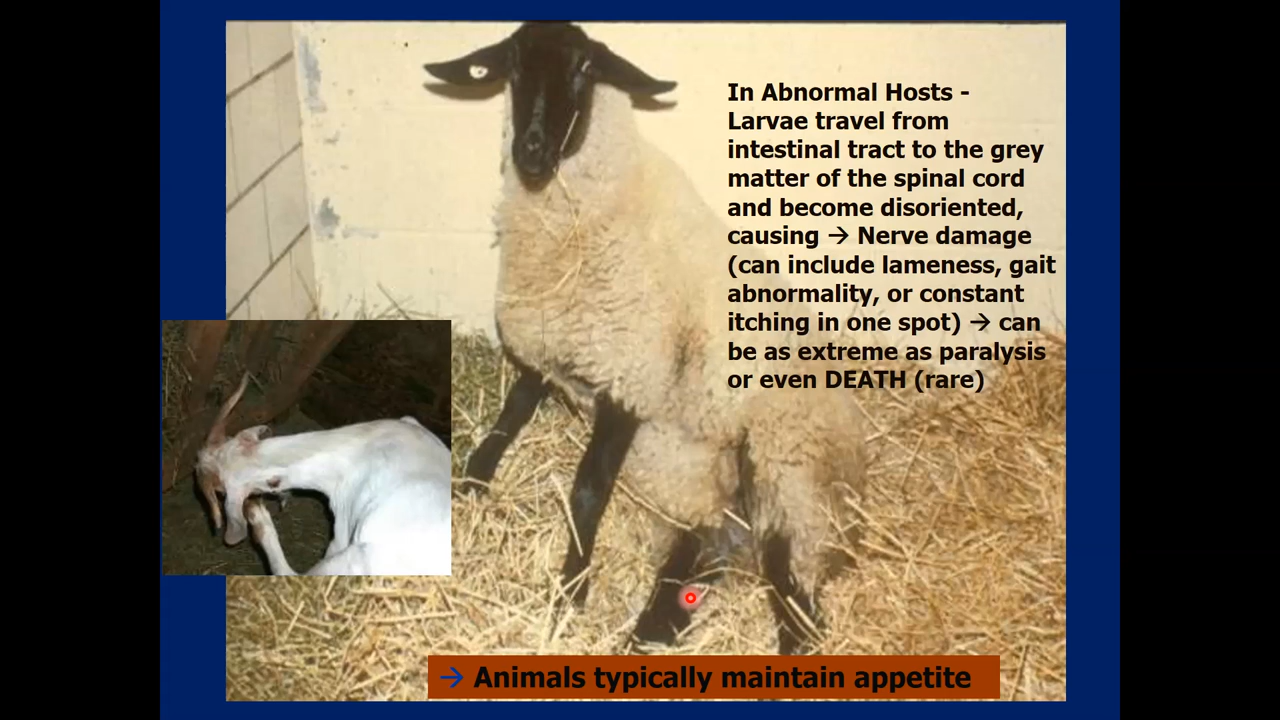 In Abnormal Hosts -
Larvae travel from
intestinal tract to the grey
matter of the spinal cord
and become disoriented,
causing → Nerve damage
(can include lameness, gait
abnormality, or constant
itching in one spot) → can
be as extreme as paralysis
or even DEATH (rare)
→ Animals typically maintain appetite